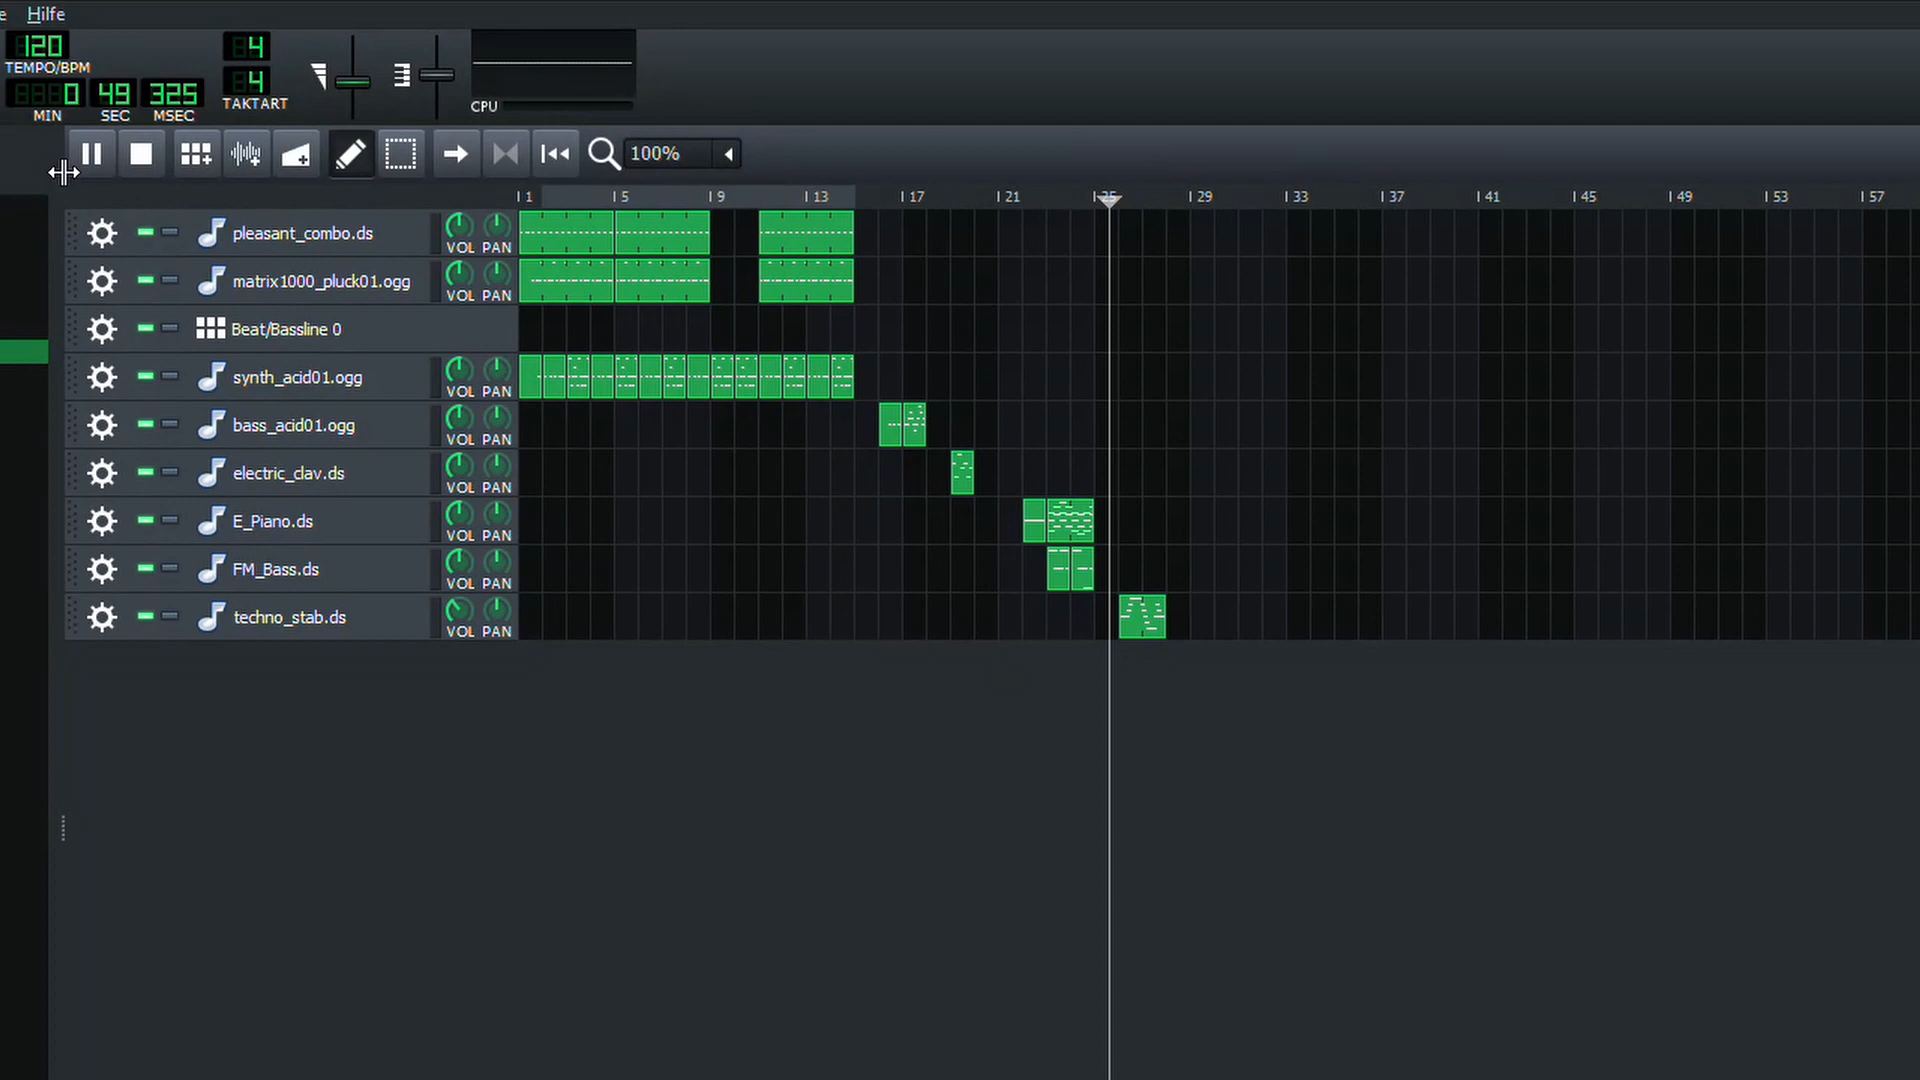 e Hilfe
120
TEMPO/BPM
0 49 325
MIN SEC MSEC
4
4
TAKTART
CPU
100%
1 5 9 13 17 21 25 29 33 37 41 45 49 53 57
pleasant_combo.ds VOL PAN
matrix1000_pluck01.ogg VOL PAN
Beat/Bassline 0
synth_acid01.ogg VOL PAN
bass_acid01.ogg VOL PAN
electric_clav.ds VOL PAN
E_Piano.ds VOL PAN
FM_Bass.ds VOL PAN
techno_stab.ds VOL PAN